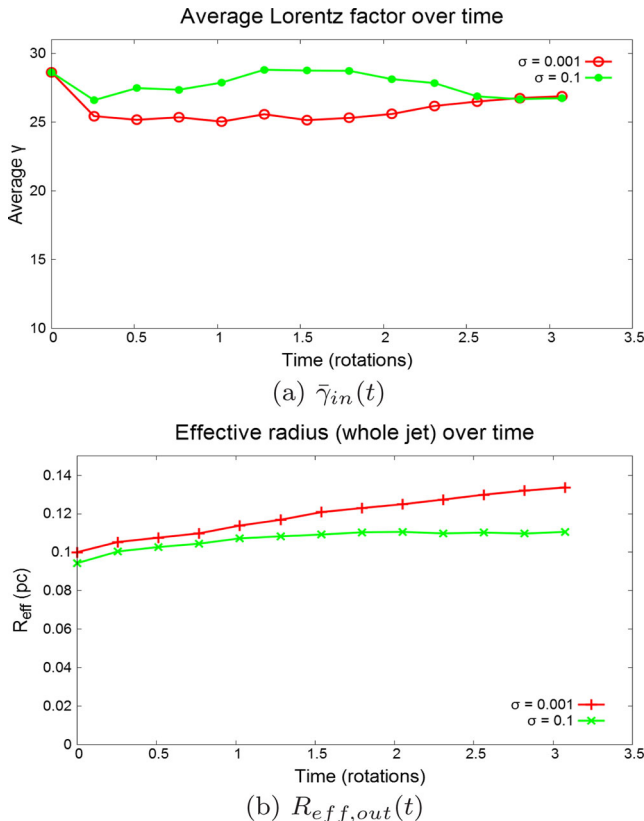 Average Lorentz factor over time
30
25
20
15
10
Average γ
σ = 0.001
σ = 0.1
0 0.5 1 1.5 2 2.5 3 3.5
Time (rotations)
(a) γ̄in(t)
Effective radius (whole jet) over time
0.14
0.12
0.1
0.08
0.06
0.04
0.02
0
Reff (pc)
σ = 0.001
σ = 0.1
0 0.5 1 1.5 2 2.5 3 3.5
Time (rotations)
(b) Reff,out(t)